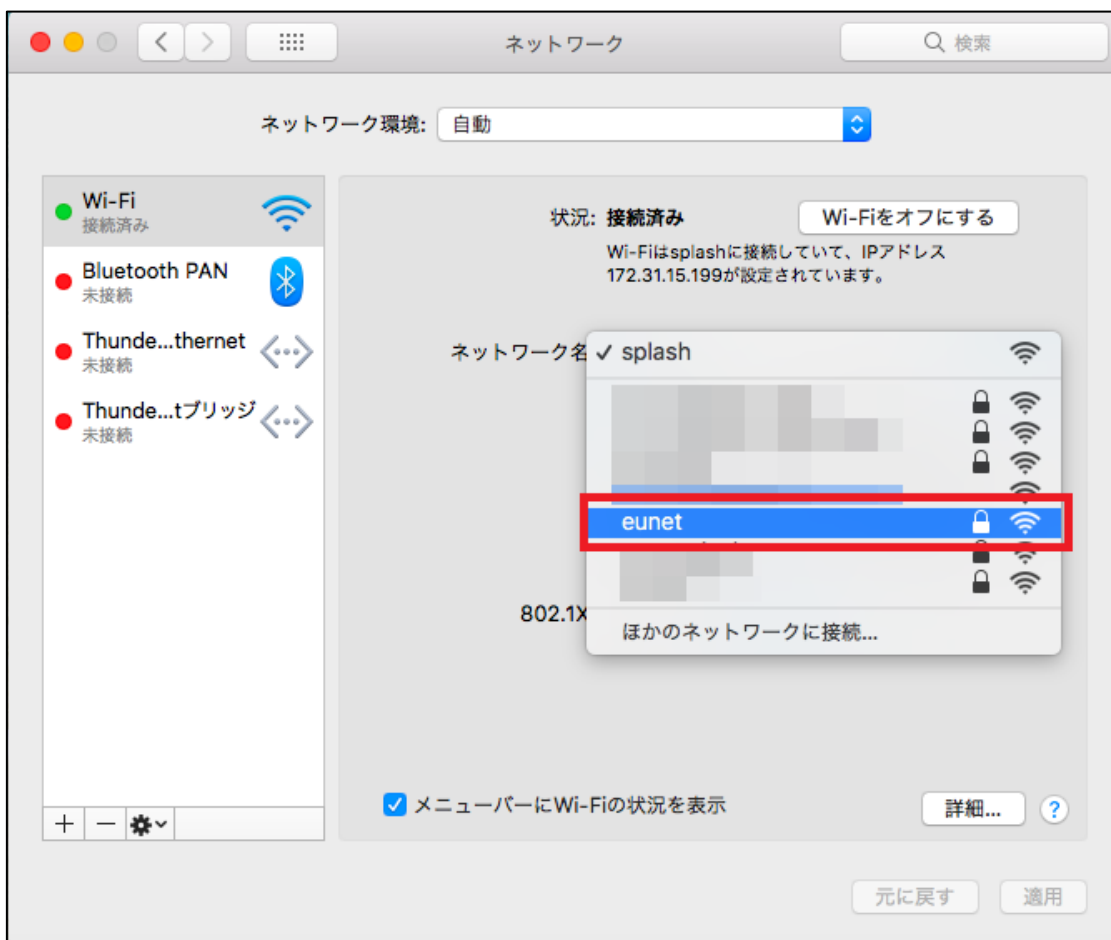 ネットワーク
検索
ネットワーク環境: 自動
Wi-Fi
接続済み
Bluetooth PAN
未接続
Thunde...thernet
未接続
Thunde...tブリッジ
未接続
状況: 接続済み
Wi-Fiをオフにする
Wi-Fiはsplashに接続していて、IPアドレス
172.31.15.199が設定されています。
ネットワーク名
✓ splash
eunet
802.1X
ほかのネットワークに接続...
メニューバーにWi-Fiの状況を表示
詳細...
?
元に戻す
適用